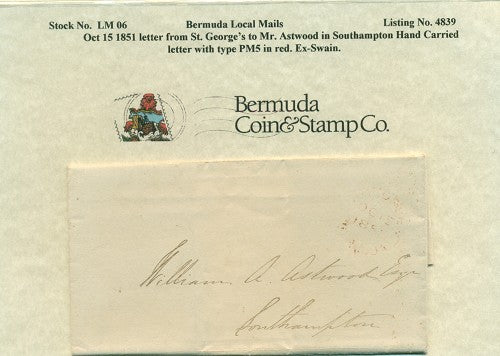 Stock No. LM 06 Bermuda Local Mails Listing No. 4839
Oct 15 1851 letter from St. George's to Mr. Astwood in Southampton Hand Carried
letter with type PM5 in red. Ex-Swain.
Bermuda
Coin&Stamp Co.
William A. Astwood Esqr
Southampton